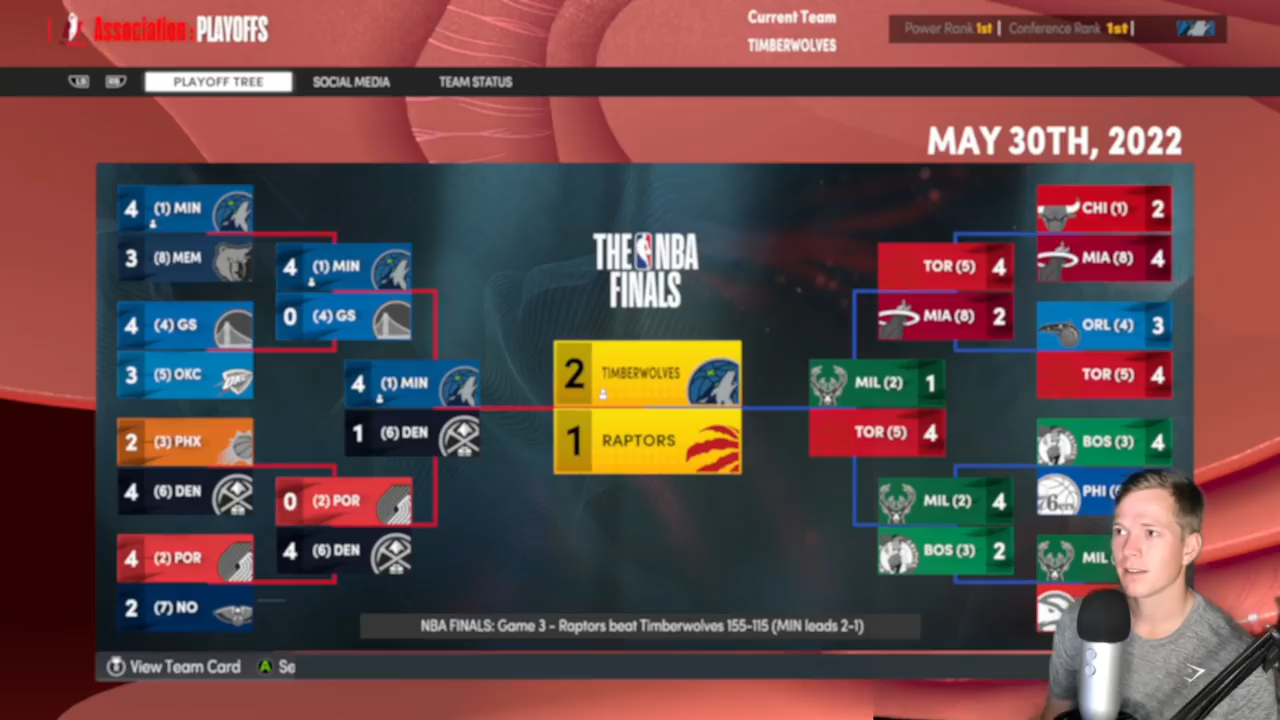 Association: PLAYOFFS
Current Team
TIMBERWOLVES
Power Rank 1st | Conference Rank 1st |
LB RB PLAYOFF TREE SOCIAL MEDIA TEAM STATUS
MAY 30TH, 2022
4 (1) MIN
3 (8) MEM
4 (4) GS
3 (5) OKC
2 (3) PHX
4 (6) DEN
4 (2) POR
2 (7) NO
4 (1) MIN
0 (4) GS
0 (2) POR
4 (6) DEN
4 (1) MIN
1 (6) DEN
THE NBA
FINALS
2 TIMBERWOLVES
1 RAPTORS
MIL (2) 1
TOR (5) 4
TOR (5) 4
MIA (8) 2
MIL (2) 4
BOS (3) 2
CHI (1) 2
MIA (8) 4
ORL (4) 3
TOR (5) 4
BOS (3) 4
PHI
MIL
NBA FINALS: Game 3 - Raptors beat Timberwolves 155-115 (MIN leads 2-1)
View Team Card A Se